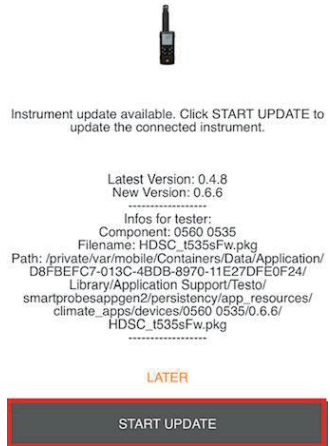 Instrument update available. Click START UPDATE to
update the connected instrument.
Latest Version: 0.4.8
New Version: 0.6.6
------------------
Infos for tester:
Component: 0560 0535
Filename: HDSC_t535sFw.pkg
Path: /private/var/mobile/Containers/Data/Application/
D8FBEFC7-013C-4BDB-8970-11E27DFE0F24/
Library/Application Support/Testo/
smartprobesappgen2/persistency/app_resources/
climate_apps/devices/0560 0535/0.6.6/
HDSC_t535sFw.pkg
------------------
LATER
START UPDATE